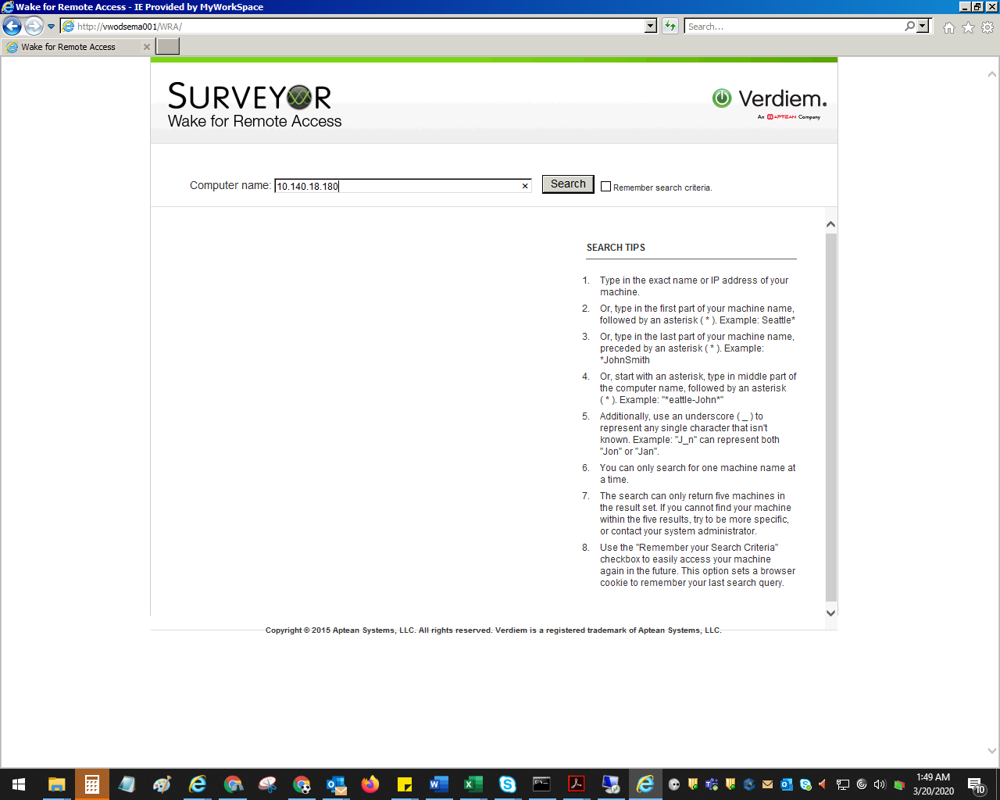 Wake for Remote Access - IE Provided by MyWorkSpace
http://vwodsema001/WRA/
Search...
Wake for Remote Access
SURVEYOR
Wake for Remote Access
Verdiem.
An APTEAN Company
Computer name: 10.140.18.180 × Search Remember search criteria.
SEARCH TIPS
1. Type in the exact name or IP address of your
machine.
2. Or, type in the first part of your machine name,
followed by an asterisk ( * ). Example: Seattle*
3. Or, type in the last part of your machine name,
preceded by an asterisk ( * ). Example:
*JohnSmith
4. Or, start with an asterisk, type in middle part of
the computer name, followed by an asterisk
( * ). Example: "*eattle-John*"
5. Additionally, use an underscore ( _ ) to
represent any single character that isn't
known. Example: "J_n" can represent both
"Jon" or "Jan".
6. You can only search for one machine name at
a time.
7. The search can only return five machines in
the result set. If you cannot find your machine
within the five results, try to be more specific,
or contact your system administrator.
8. Use the "Remember your Search Criteria"
checkbox to easily access your machine
again in the future. This option sets a browser
cookie to remember your last search query.
Copyright © 2015 Aptean Systems, LLC. All rights reserved. Verdiem is a registered trademark of Aptean Systems, LLC.
1:49 AM
3/20/2020
10